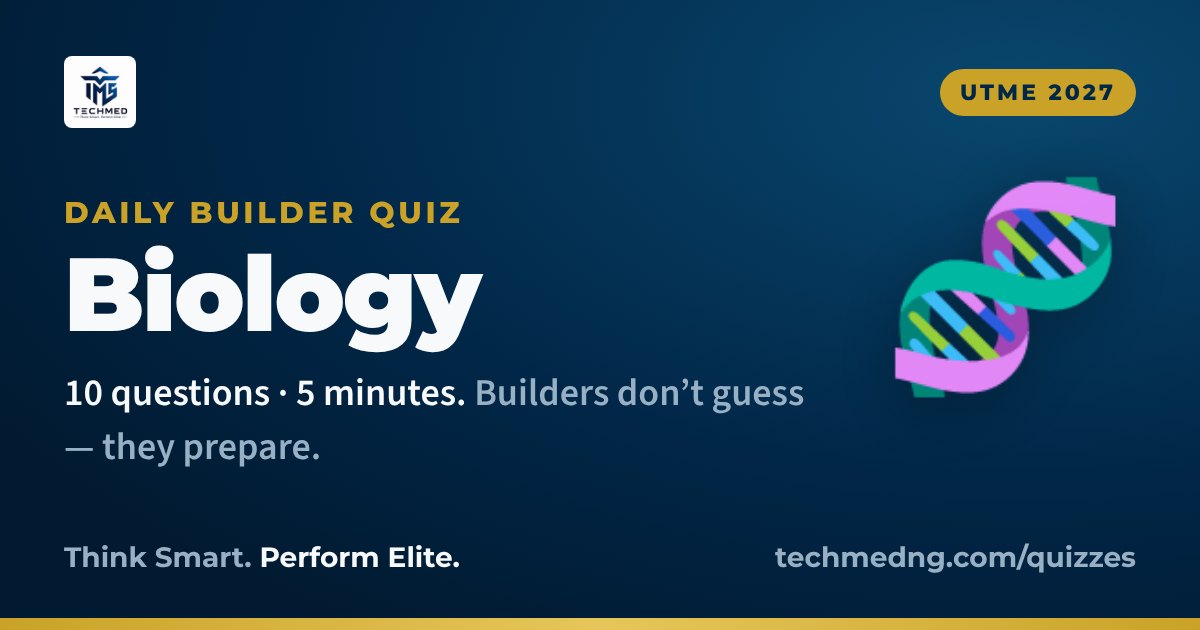 TECHMED
UTME 2027
DAILY BUILDER QUIZ
Biology
10 questions · 5 minutes. Builders don’t guess
— they prepare.
Think Smart. Perform Elite.
techmedng.com/quizzes